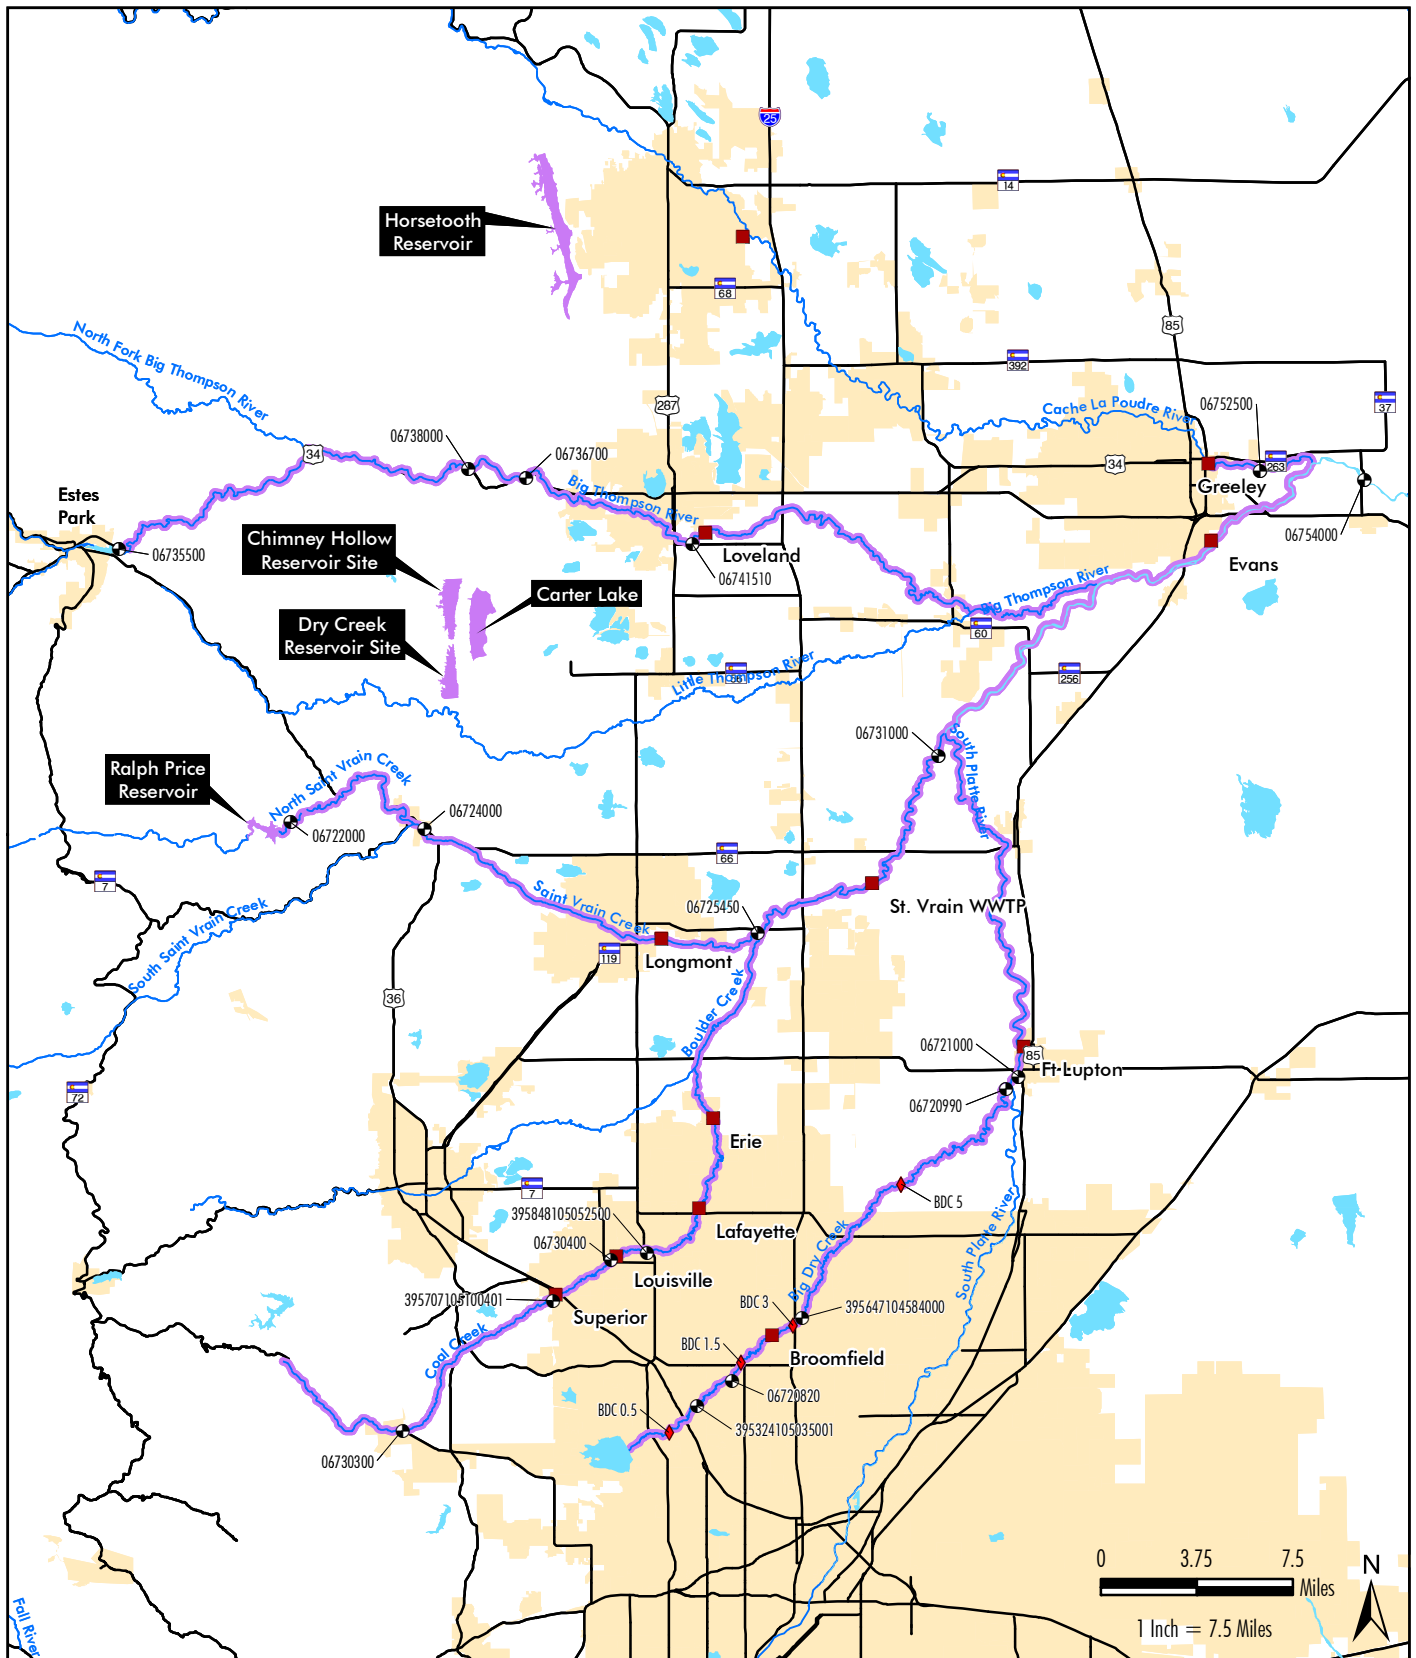 25
14
Horsetooth
Reservoir
68
85
North Fork Big Thompson River
392
287
37
06752500
Cache La Poudre River
06738000
34
06736700
34
263
Big Thompson River
Greeley
Estes
Park
06754000
Chimney Hollow
Reservoir Site
06735500
Loveland
Evans
06741510
Big Thompson River
Carter Lake
Dry Creek
Reservoir Site
60
Little Thompson River
56
256
06731000
South Platte River
Ralph Price
Reservoir
North Saint Vrain Creek
06722000
06724000
66
7
Saint Vrain Creek
06725450
St. Vrain WWTP
South Saint Vrain Creek
119
Longmont
36
Boulder Creek
06721000
85
Ft Lupton
72
06720990
Erie
7
BDC 5
395848105052500
Lafayette
South Platte River
06730400
Big Dry Creek
Louisville
395707105100401
BDC 3
395647104584000
Superior
Coal Creek
BDC 1.5
Broomfield
06720820
BDC 0.5
395324105035001
06730300
0 3.75 7.5
Miles
N
1 Inch = 7.5 Miles
Fall River